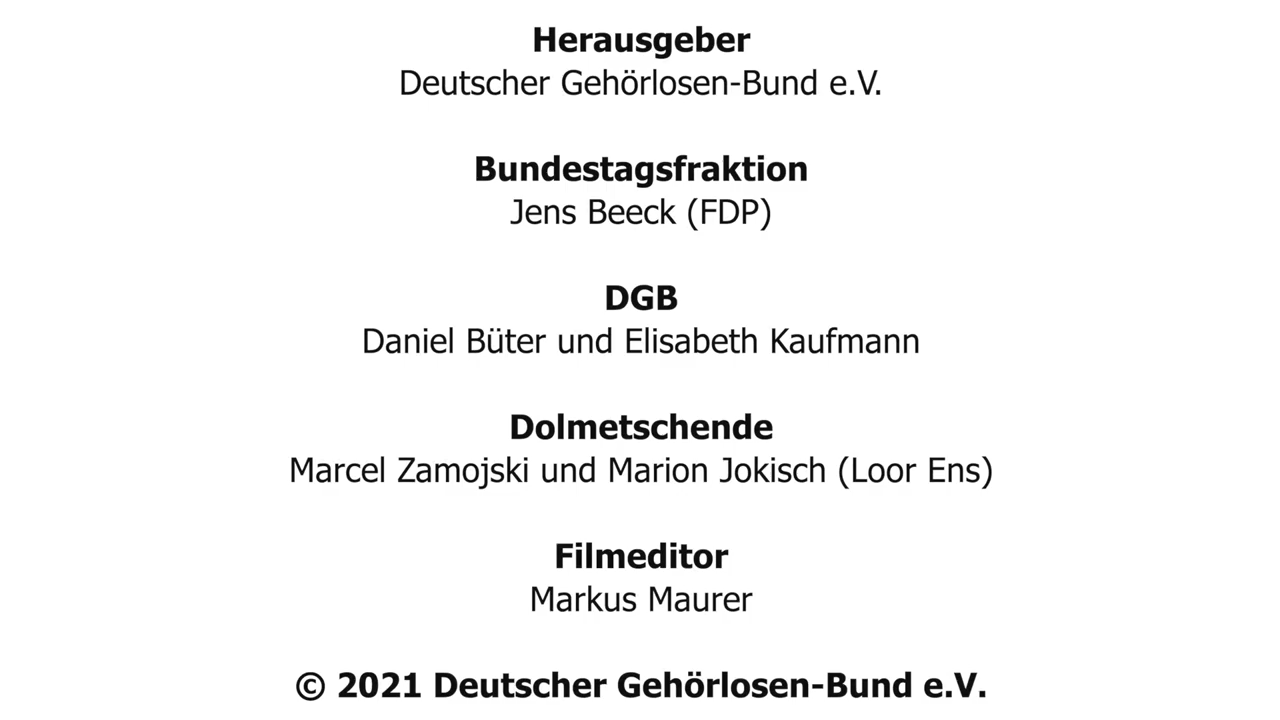 Herausgeber
Deutscher Gehörlosen-Bund e.V.
Bundestagsfraktion
Jens Beeck (FDP)
DGB
Daniel Büter und Elisabeth Kaufmann
Dolmetschende
Marcel Zamojski und Marion Jokisch (Loor Ens)
Filmeditor
Markus Maurer
© 2021 Deutscher Gehörlosen-Bund e.V.